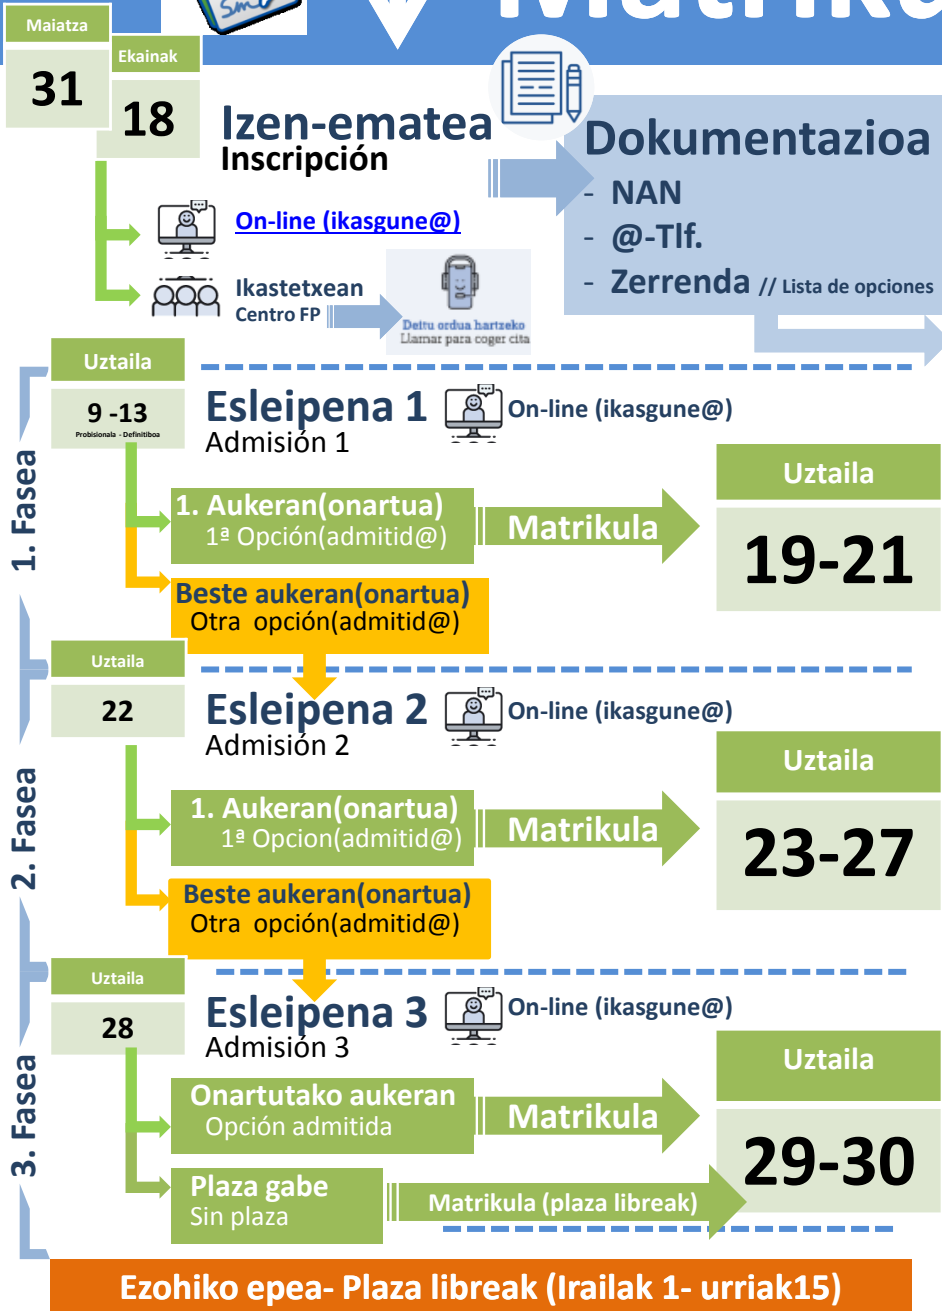 Matriku
Maiatza
31
Ekainak
18
Izen-ematea
Inscripción
On-line (ikasgune@)
Ikastetxean
Centro FP
Deitu ordua hartzeko
Llamar para coger cita
Dokumentazioa
- NAN
- @-Tlf.
- Zerrenda // Lista de opciones
1. Fasea
Uztaila
9 -13
Probisionala - Definitiboa
Esleipena 1
Admisión 1
On-line (ikasgune@)
1. Aukeran(onartua)
1ª Opción(admitid@)
Matrikula
Uztaila
19-21
Beste aukeran(onartua)
Otra opción(admitid@)
2. Fasea
Uztaila
22
Esleipena 2
Admisión 2
On-line (ikasgune@)
1. Aukeran(onartua)
1ª Opcion(admitid@)
Matrikula
Uztaila
23-27
Beste aukeran(onartua)
Otra opción(admitid@)
3. Fasea
Uztaila
28
Esleipena 3
Admisión 3
On-line (ikasgune@)
Onartutako aukeran
Opción admitida
Matrikula
Uztaila
29-30
Plaza gabe
Sin plaza
Matrikula (plaza libreak)
Ezohiko epea- Plaza libreak (Irailak 1- urriak15)